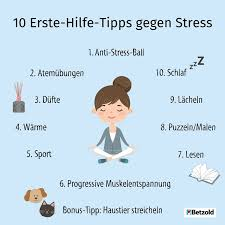 10 Erste-Hilfe-Tipps gegen Stress
1. Anti-Stress-Ball
2. Atemübungen
3. Düfte
4. Wärme
5. Sport
6. Progressive Muskelentspannung
7. Lesen
8. Puzzeln/Malen
9. Lächeln
10. Schlaf
zzZ
Bonus-Tipp: Haustier streicheln
Betzold